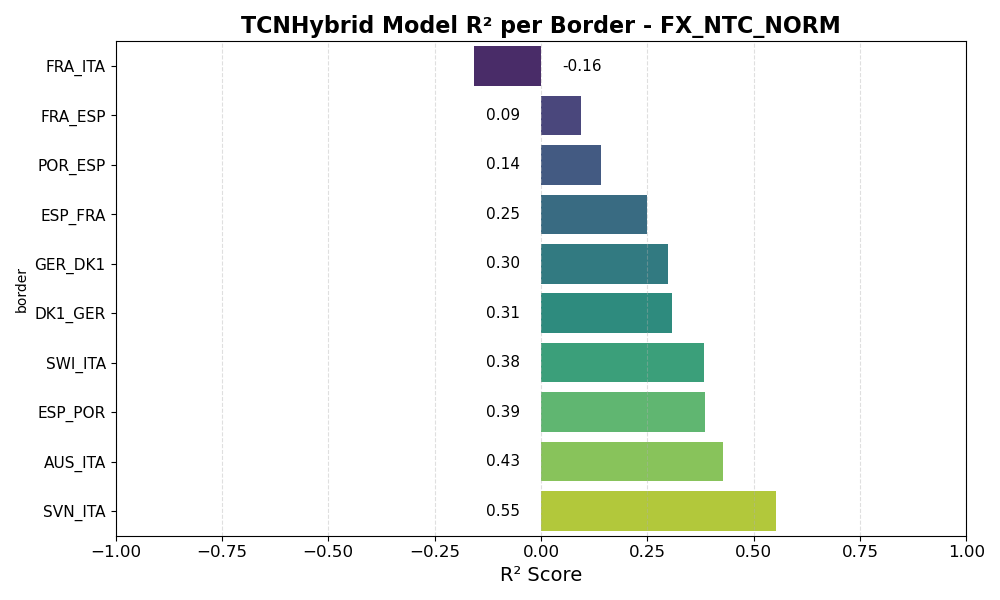 TCNHybrid Model R² per Border - FX_NTC_NORM
FRA_ITA -0.16
FRA_ESP 0.09
POR_ESP 0.14
ESP_FRA 0.25
GER_DK1 0.30
DK1_GER 0.31
SWI_ITA 0.38
ESP_POR 0.39
AUS_ITA 0.43
SVN_ITA 0.55
border
−1.00 −0.75 −0.50 −0.25 0.00 0.25 0.50 0.75 1.00
R² Score